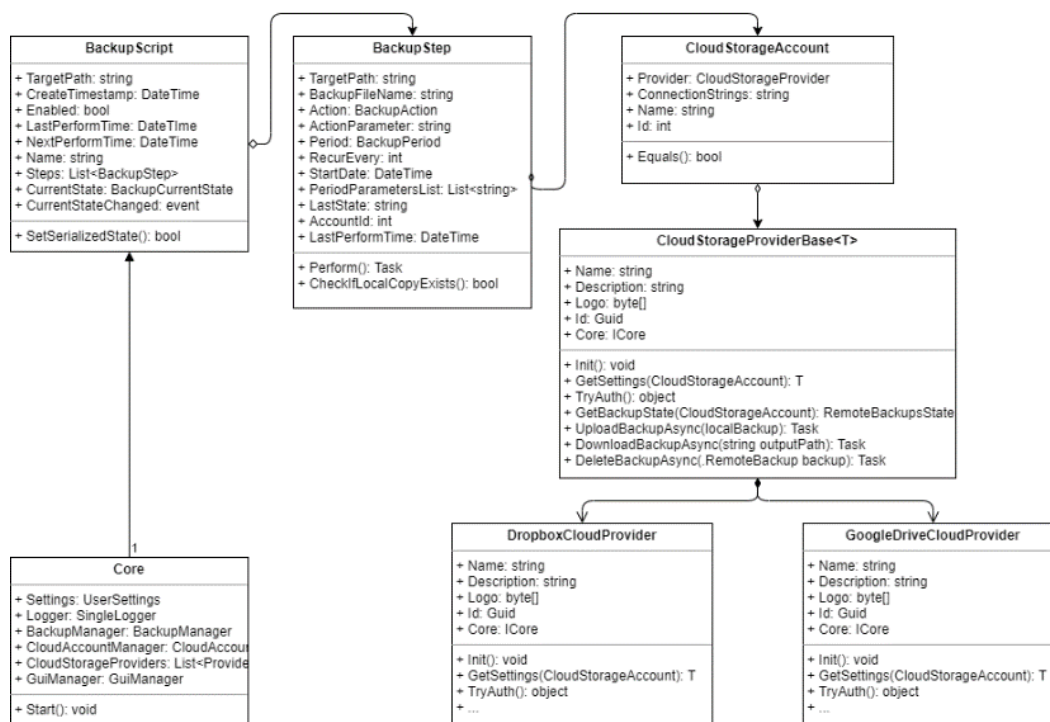 BackupScript
+ TargetPath: string
+ CreateTimestamp: DateTime
+ Enabled: bool
+ LastPerformTime: DateTIme
+ NextPerformTime: DateTime
+ Name: string
+ Steps: List<BackupStep>
+ CurrentState: BackupCurrentState
+ CurrentStateChanged: event
+ SetSerializedState(): bool
BackupStep
+ TargetPath: string
+ BackupFileName: string
+ Action: BackupAction
+ ActionParameter: string
+ Period: BackupPeriod
+ RecurEvery: int
+ StartDate: DateTime
+ PeriodParametersList: List<string>
+ LastState: string
+ AccountId: int
+ LastPerformTime: DateTime
+ Perform(): Task
+ CheckIfLocalCopyExists(): bool
CloudStorageAccount
+ Provider: CloudStorageProvider
+ ConnectionStrings: string
+ Name: string
+ Id: int
+ Equals(): bool
CloudStorageProviderBase<T>
+ Name: string
+ Description: string
+ Logo: byte[]
+ Id: Guid
+ Core: ICore
+ Init(): void
+ GetSettings(CloudStorageAccount): T
+ TryAuth(): object
+ GetBackupState(CloudStorageAccount): RemoteBackupsState
+ UploadBackupAsync(localBackup): Task
+ DownloadBackupAsync(string outputPath): Task
+ DeleteBackupAsync(.RemoteBackup backup): Task
1
Core
+ Settings: UserSettings
+ Logger: SingleLogger
+ BackupManager: BackupManager
+ CloudAccountManager: CloudAccou
+ CloudStorageProviders: List<Provide
+ GuiManager: GuiManager
+ Start(): void
DropboxCloudProvider
+ Name: string
+ Description: string
+ Logo: byte[]
+ Id: Guid
+ Core: ICore
+ Init(): void
+ GetSettings(CloudStorageAccount): T
+ TryAuth(): object
+ ...
GoogleDriveCloudProvider
+ Name: string
+ Description: string
+ Logo: byte[]
+ Id: Guid
+ Core: ICore
+ Init(): void
+ GetSettings(CloudStorageAccount): T
+ TryAuth(): object
+ ...